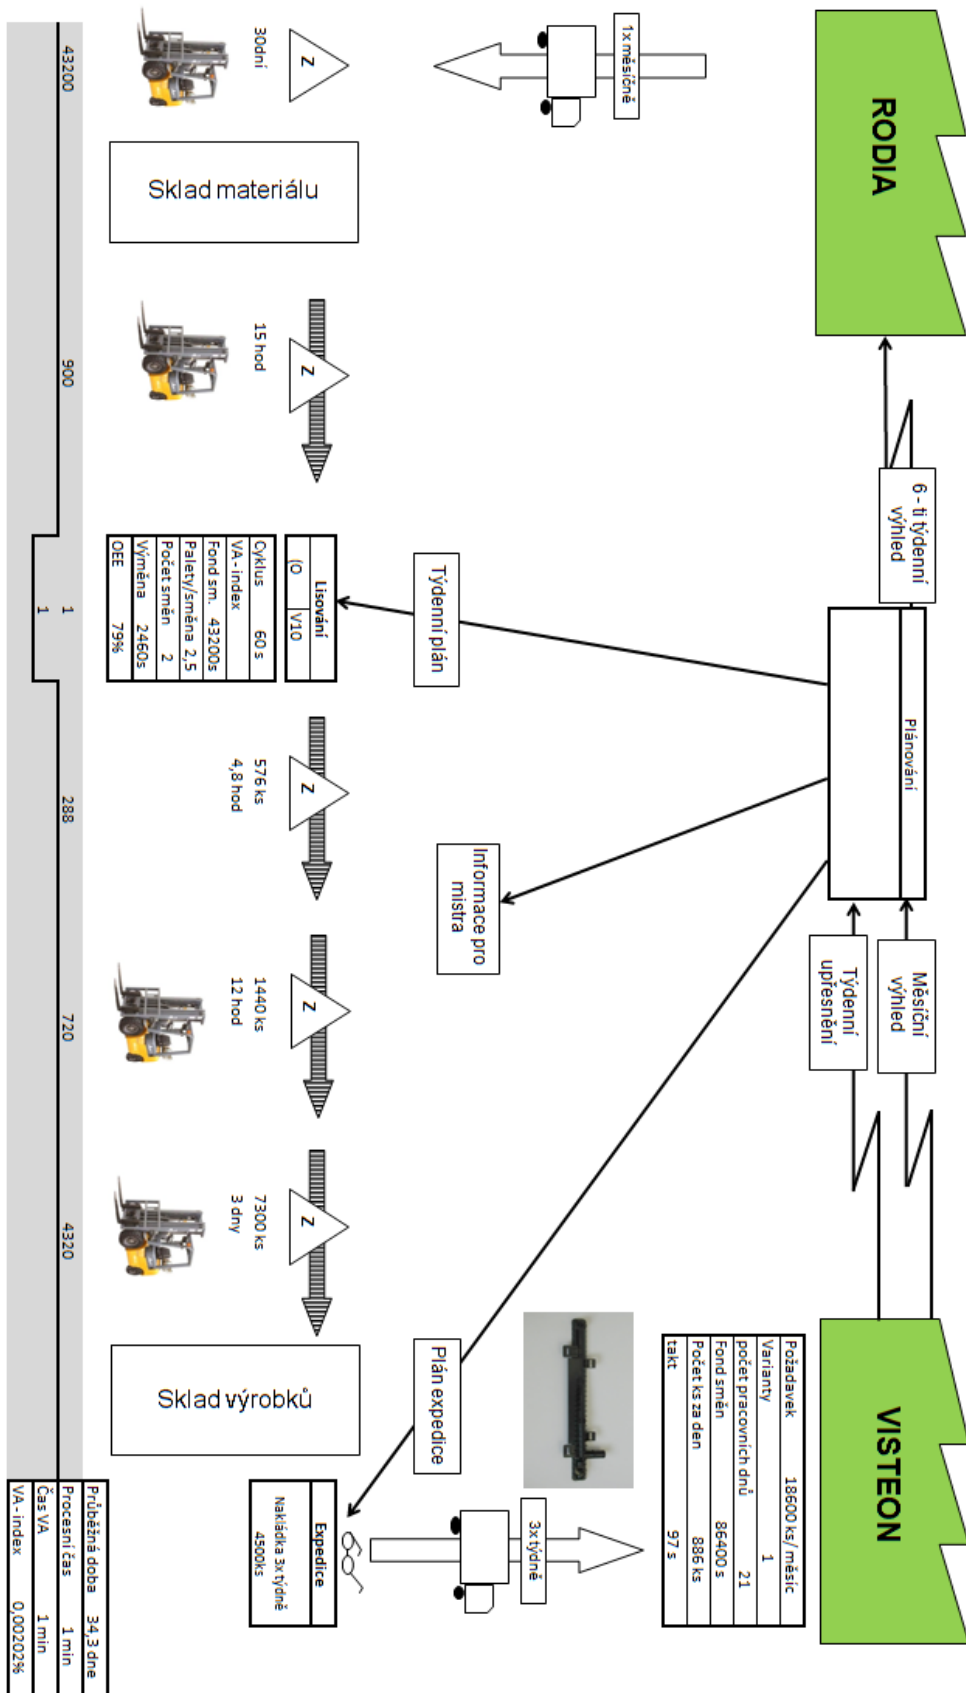 RODIA
VISTEON
6 - ti týdenní
výhled
Plánování
Měsíční
výhled
Týdenní
upřesnění
1x měsíčně
Týdenní plán
Informace pro
mistra
Plán expedice
3x týdně
Požadavek 18600 ks/ měsíc
Varianty 1
počet pracovních dnů 21
Fond směn 86400 s
Počet ks za den 886 ks
takt 97 s
Z
30dní
Sklad materiálu
Z
15 hod
Lisování
(O V10
Cyklus 60 s
VA - index
Fond sm. 43200s
Palety/směna 2,5
Počet směn 2
Výměna 2460s
OEE 79%
Z
576 ks
4,8 hod
Z
1440 ks
12 hod
Z
7300 ks
3 dny
Sklad výrobků
Expedice
Nakládka 3x týdně
4500ks
43200
900
1
1
288
720
4320
Průběžná doba 34,3 dne
Procesní čas 1 min
Čas VA 1 min
VA - index 0,00202%